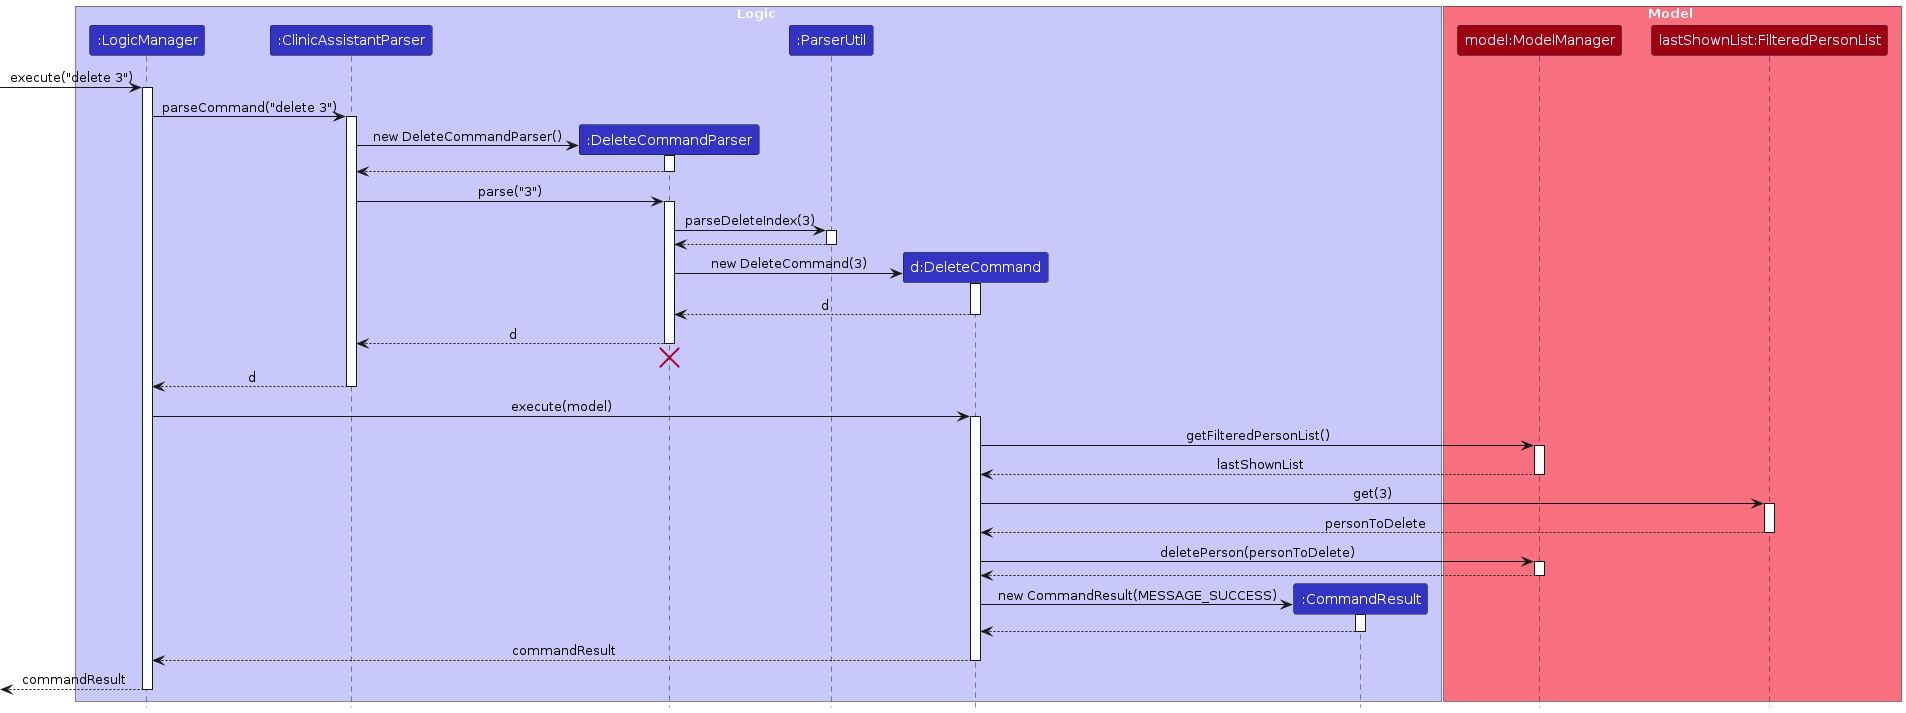 Logic
Model
:LogicManager
:ClinicAssistantParser
:ParserUtil
model:ModelManager
lastShownList:FilteredPersonList
execute("delete 3")
parseCommand("delete 3")
new DeleteCommandParser()
:DeleteCommandParser
parse("3")
parseDeleteIndex(3)
new DeleteCommand(3)
d:DeleteCommand
d
d
d
execute(model)
getFilteredPersonList()
lastShownList
get(3)
personToDelete
deletePerson(personToDelete)
new CommandResult(MESSAGE_SUCCESS)
:CommandResult
commandResult
commandResult